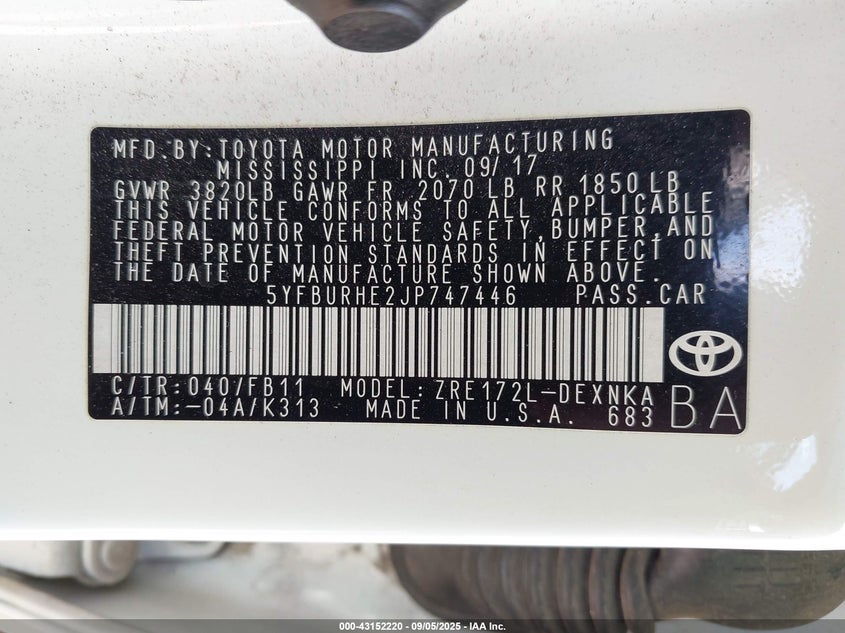 MFD.BY:TOYOTA MOTOR MANUFACTURING
MISSISSIPPI INC. 09/17
GVWR 3820LB GAWR FR 2070 LB RR 1850 LB
THIS VEHICLE CONFORMS TO ALL APPLICABLE
FEDERAL MOTOR VEHICLE SAFETY, BUMPER, AND
THEFT PREVENTION STANDARDS IN EFFECT ON
THE DATE OF MANUFACTURE SHOWN ABOVE.
5YFBURHE2JP747446 PASS.CAR
C/TR: 040/FB11 MODEL: ZRE172L-DEXNKA
A/TM:-04A/K313 MADE IN U.S.A. 683
BA
000-43152220 - 09/05/2025 - IAA Inc.